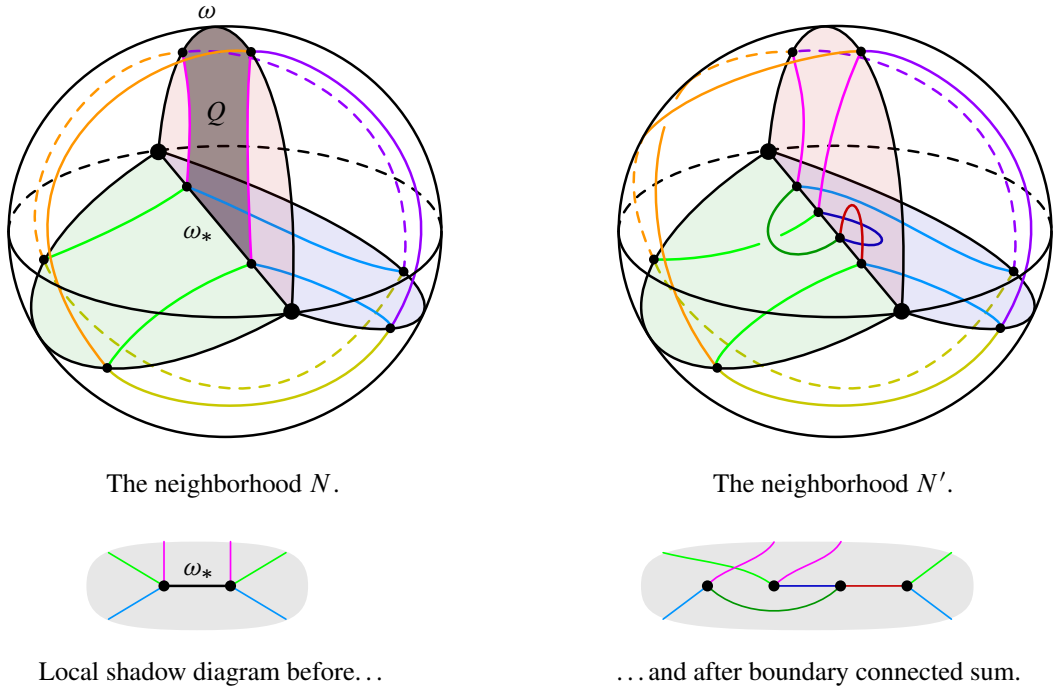 ω
Q
ω*
The neighborhood N.
The neighborhood N′.
ω*
Local shadow diagram before…
…and after boundary connected sum.